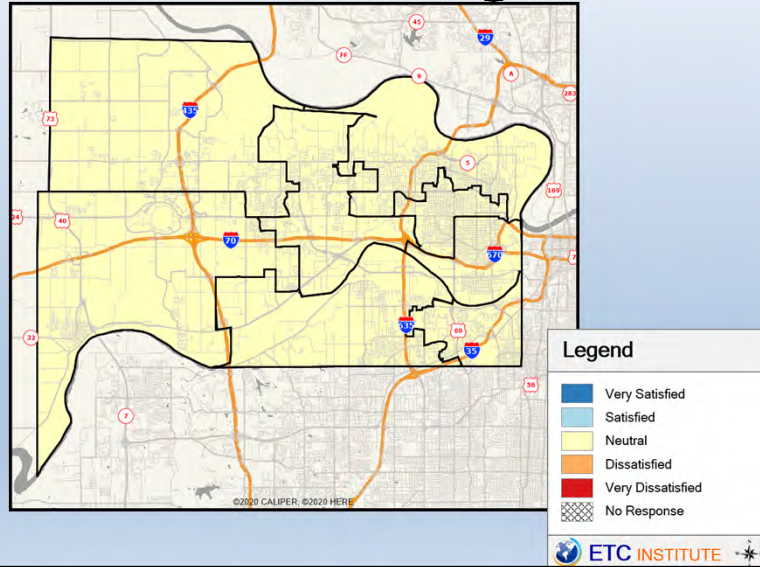 45
29
FF
9
A
283
73
435
5
169
24
40
70
670
7
32
635
69
35
56
7
©2020 CALIPER; ©2020 HERE
Legend
Very Satisfied
Satisfied
Neutral
Dissatisfied
Very Dissatisfied
No Response
ETC INSTITUTE